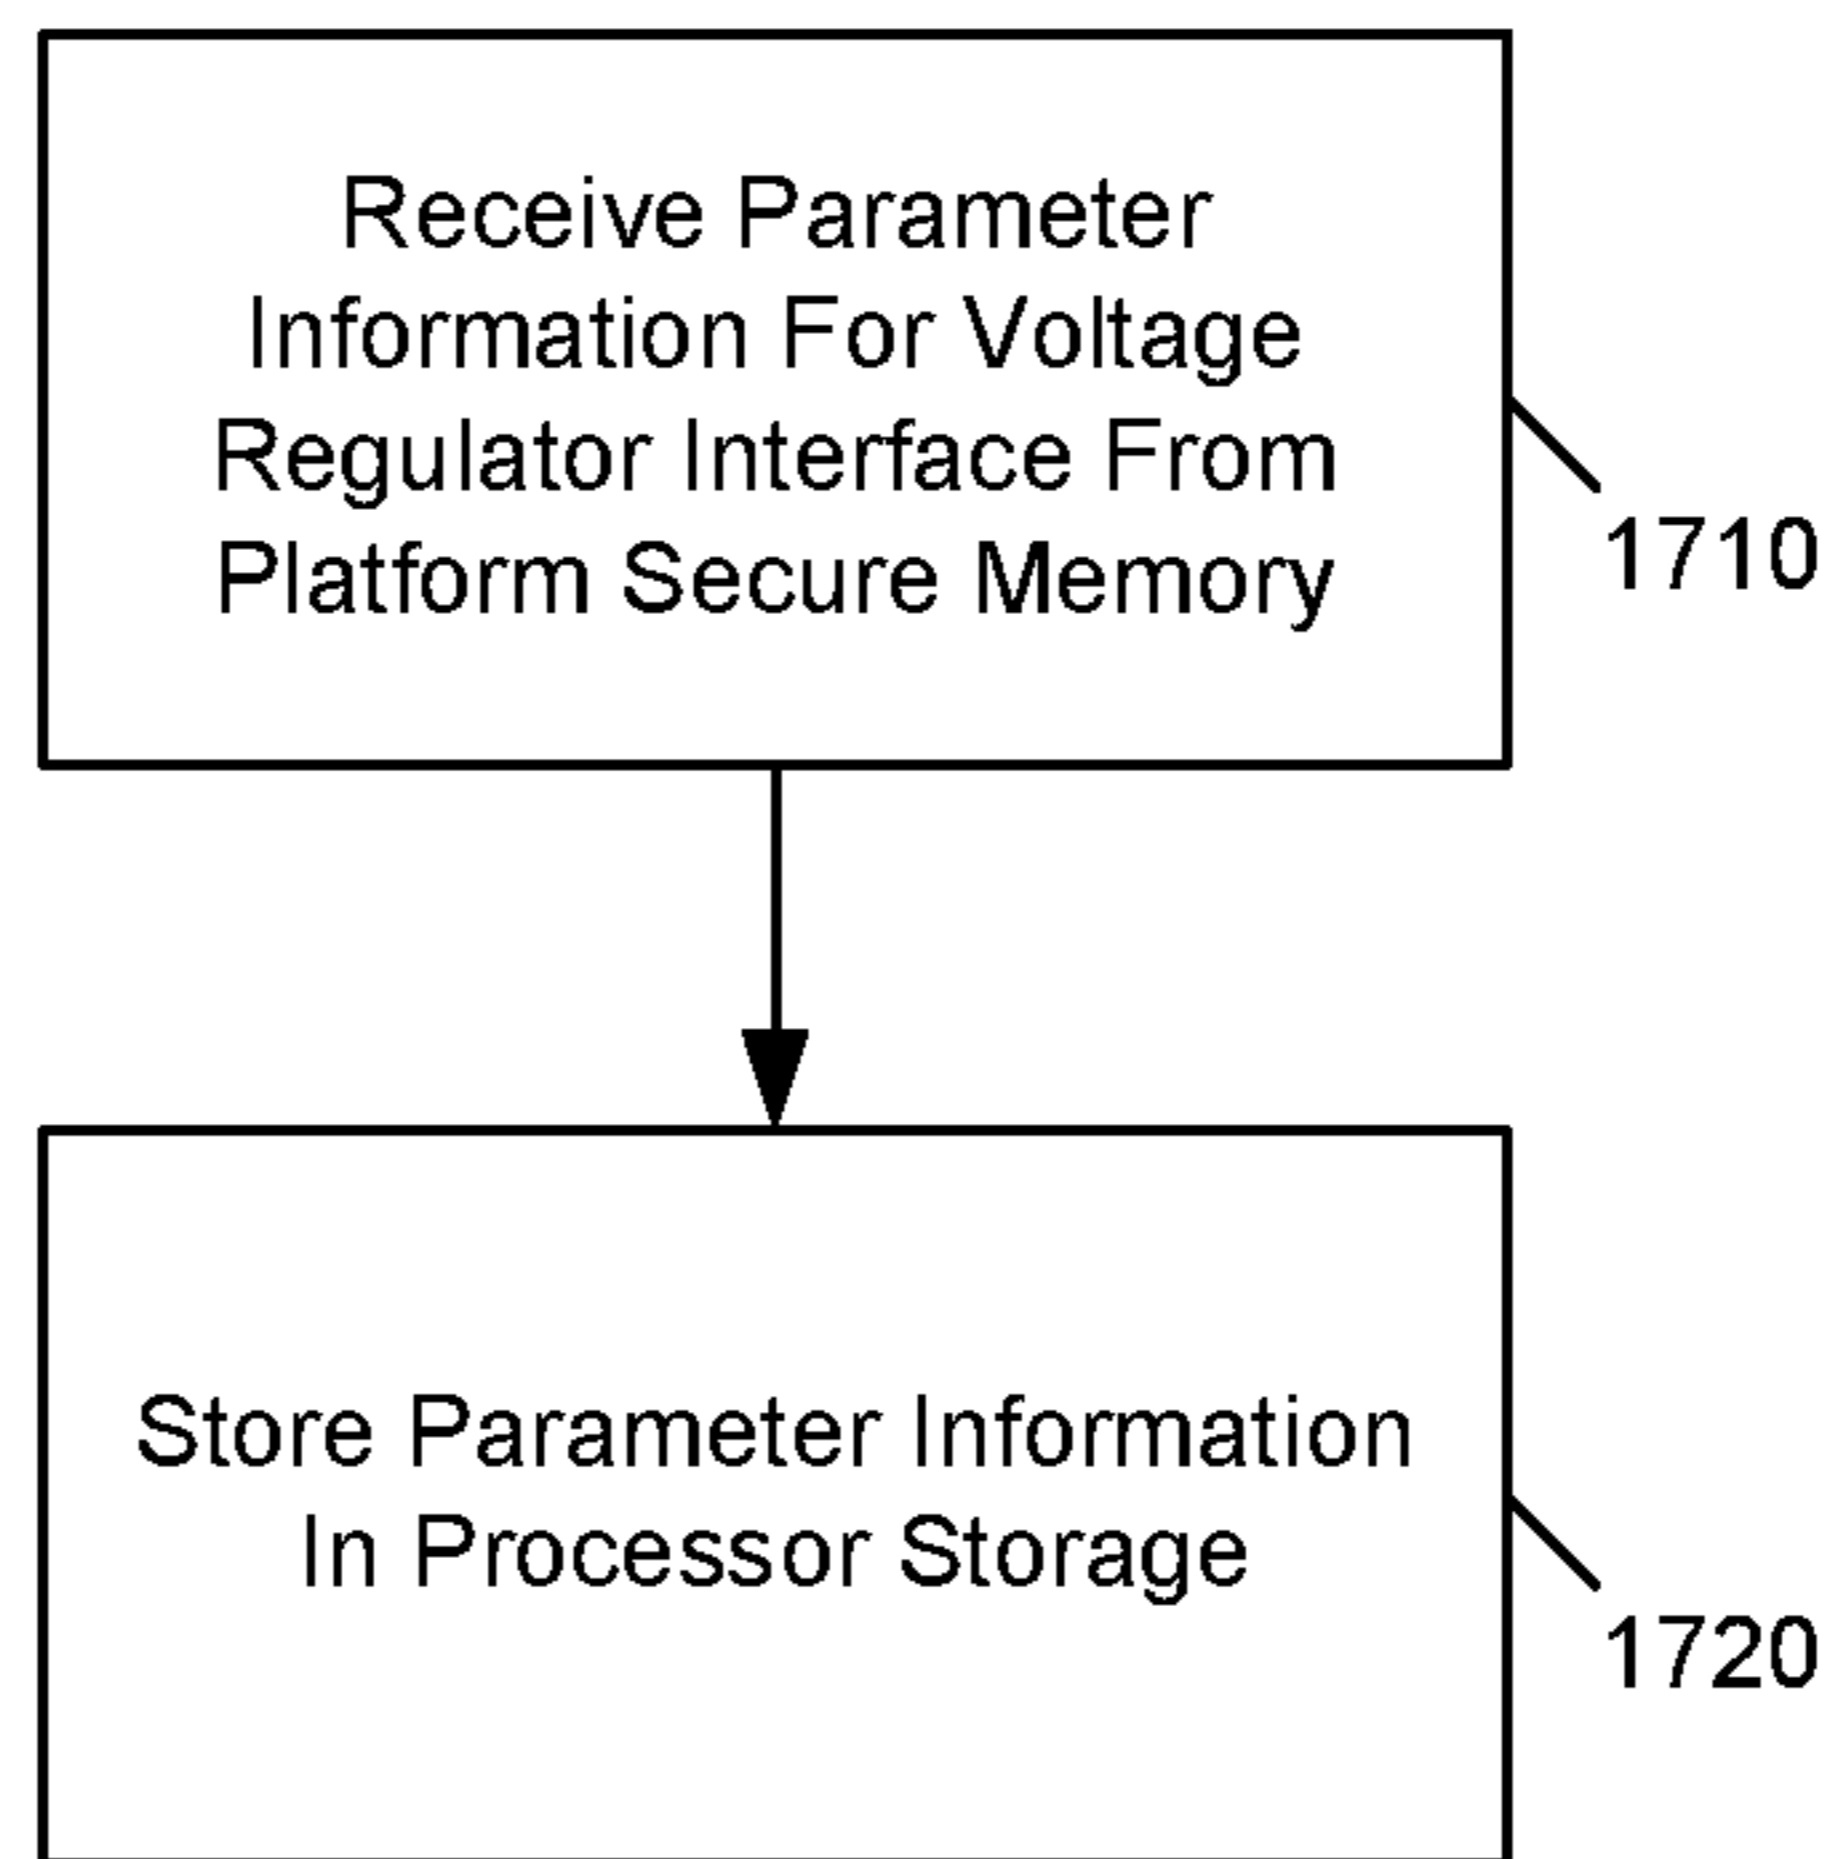 Receive Parameter
Information For Voltage
Regulator Interface From
Platform Secure Memory
1710
Store Parameter Information
In Processor Storage
1720